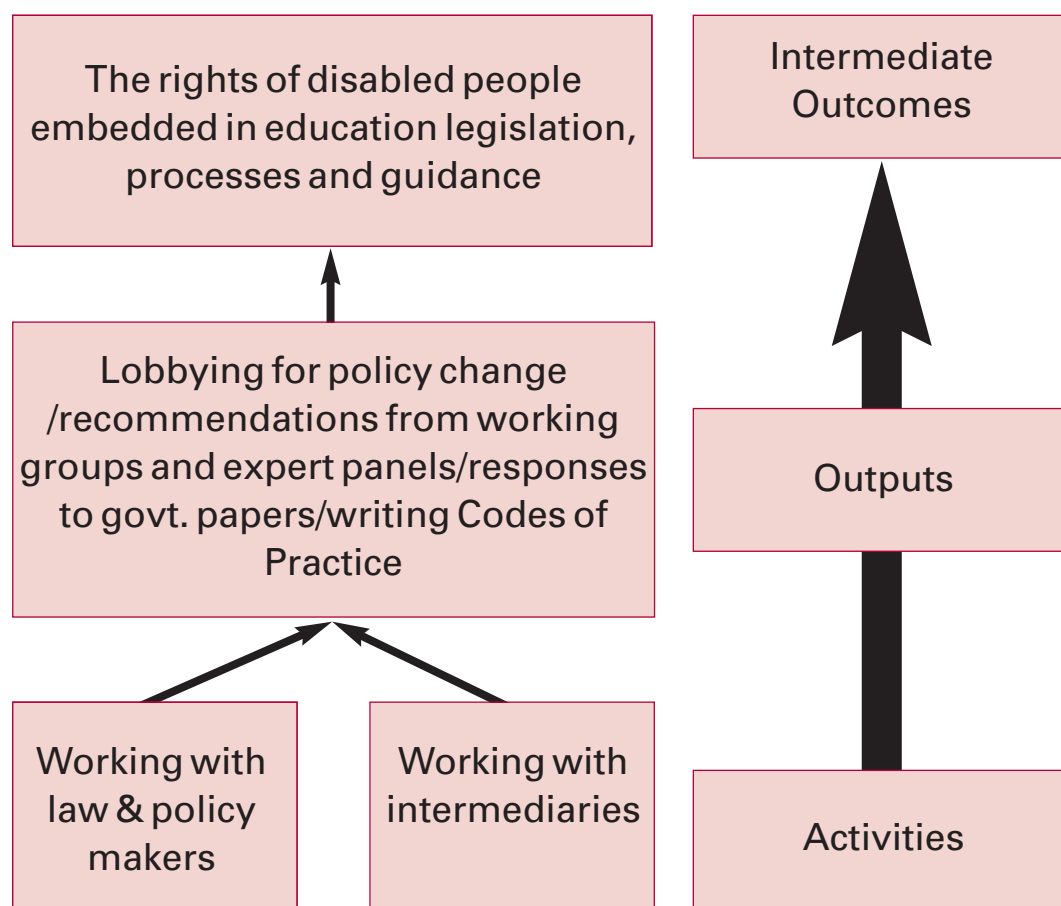 The rights of disabled people
embedded in education legislation,
processes and guidance
Intermediate
Outcomes
Lobbying for policy change
/recommendations from working
groups and expert panels/responses
to govt. papers/writing Codes of
Practice
Outputs
Working with
law & policy
makers
Working with
intermediaries
Activities